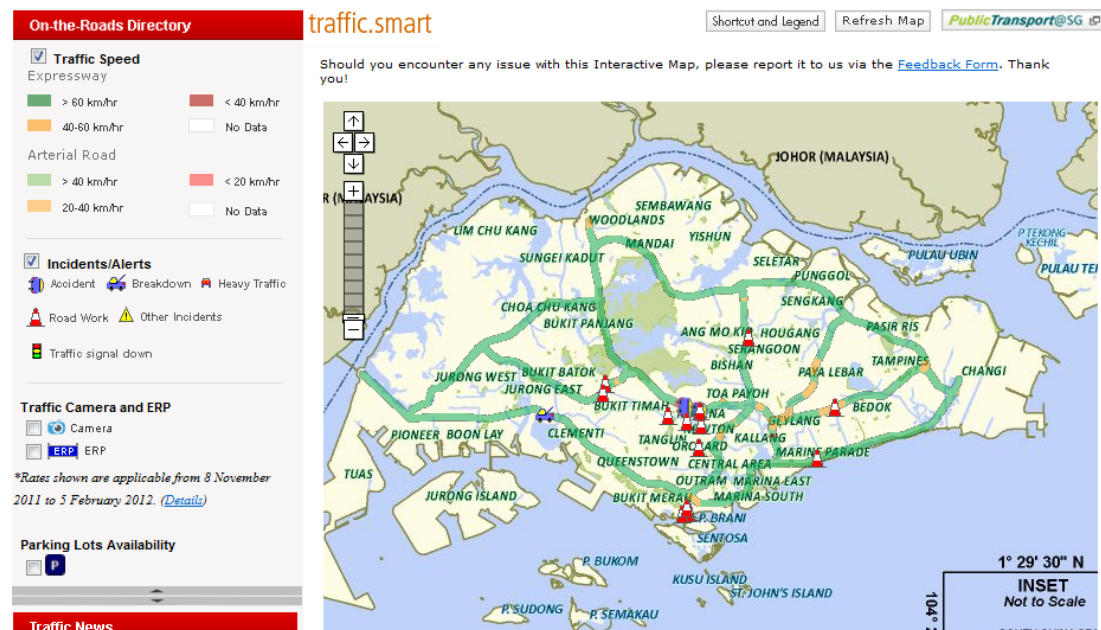 On-the-Roads Directory
Traffic Speed
Expressway
> 60 km/hr
< 40 km/hr
40-60 km/hr
No Data
Arterial Road
> 40 km/hr
< 20 km/hr
20-40 km/hr
No Data
Incidents/Alerts
Accident
Breakdown
Heavy Traffic
Road Work
Other Incidents
Traffic signal down
Traffic Camera and ERP
Camera
ERP ERP
*Rates shown are applicable from 8 November
2011 to 5 February 2012. (Details)
Parking Lots Availability
P
Traffic News
traffic.smart
Shortcut and Legend
Refresh Map
PublicTransport@SG
Should you encounter any issue with this Interactive Map, please report it to us via the Feedback Form. Thank
you!
JOHOR (MALAYSIA)
SEMBAWANG
WOODLANDS
LIM CHU KANG
MANDAI
YISHUN
P TEKONG
KECHIL
SUNGEI KADUT
SELETAR
PULAU UBIN
PUNGGOL
CHOA CHU KANG
SENGKANG
BUKIT PANJANG
ANG MO KIO
HOUGANG
PASIR RIS
SERANGOON
BISHAN
TAMPINES
JURONG WEST
BUKIT BATOK
PAYA LEBAR
CHANGI
JURONG EAST
TOA PAYOH
BUKIT TIMAH
BEDOK
GEYLANG
PIONEER
BOON LAY
CLEMENTI
TANGLIN
KALLANG
ORCHARD
MARINE PARADE
QUEENSTOWN
CENTRAL AREA
TUAS
OUTRAM
MARINA EAST
JURONG ISLAND
BUKIT MERAH
MARINA SOUTH
P. BRANI
SENTOSA
P. BUKOM
KUSU ISLAND
ST. JOHN'S ISLAND
P. SUDONG
P. SEMAKAU
1° 29' 30" N
INSET
Not to Scale